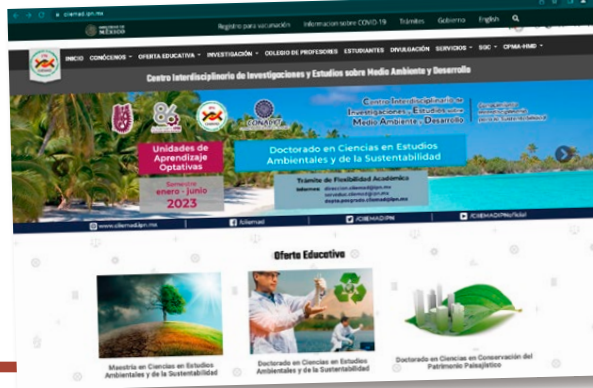 ciiemad.ipn.mx
GOBIERNO DE
MÉXICO
Registro para vacunación Información sobre COVID-19 Trámites Gobierno English
INICIO CONÓCENOS OFERTA EDUCATIVA INVESTIGACIÓN COLEGIO DE PROFESORES ESTUDIANTES DIVULGACIÓN SERVICIOS SGC CPMA-HMD
Centro Interdisciplinario de Investigaciones y Estudios sobre Medio Ambiente y Desarrollo
86
CONACYT
Centro Interdisciplinario de
Investigaciones y Estudios sobre
Medio Ambiente y Desarrollo
Unidades de
Aprendizaje
Optativas
Semestre
enero - junio
2023
Doctorado en Ciencias en Estudios
Ambientales y de la Sustentabilidad
Trámite de Flexibilidad Académica
Informes:
www.ciiemad.ipn.mx /ciiemad /CIIEMADIPN /CIIEMADIPNoficial
Oferta Educativa
Maestría en Ciencias en Estudios
Ambientales y de la Sustentabilidad
Doctorado en Ciencias en Estudios
Ambientales y de la Sustentabilidad
Doctorado en Ciencias en Conservación del
Patrimonio Paisajístico